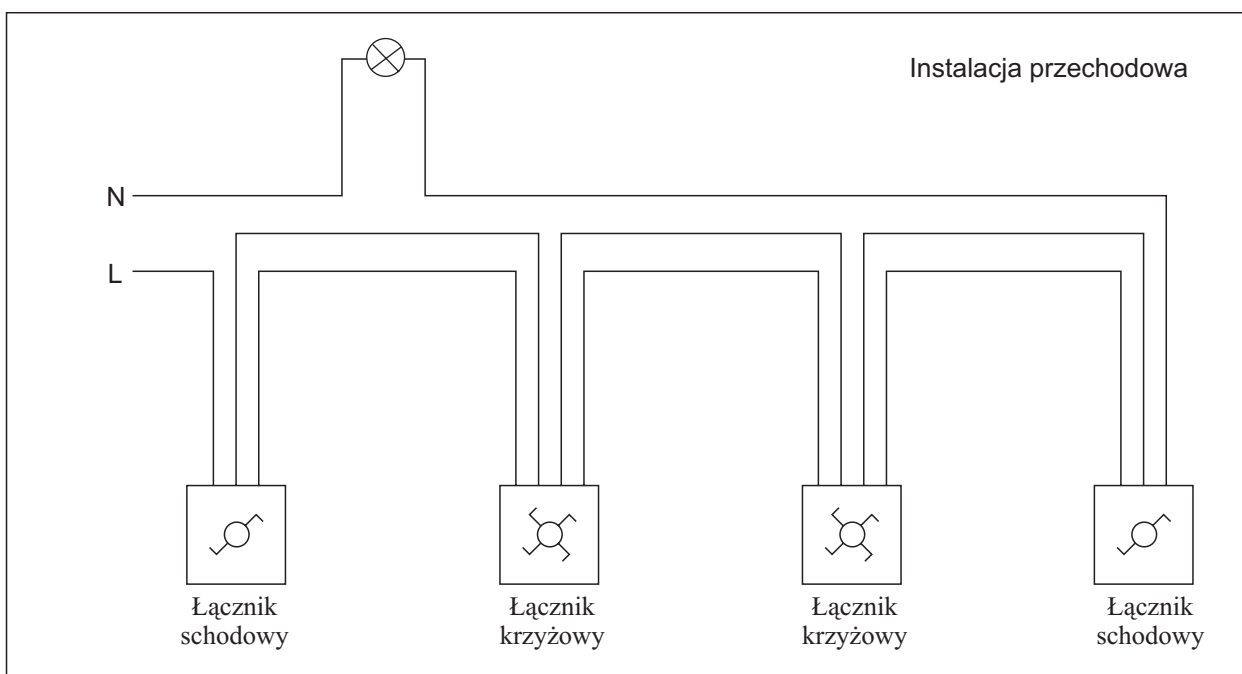 Instalacja przechodowa
N
L
Łącznik
schodowy
Łącznik
krzyżowy
Łącznik
krzyżowy
Łącznik
schodowy